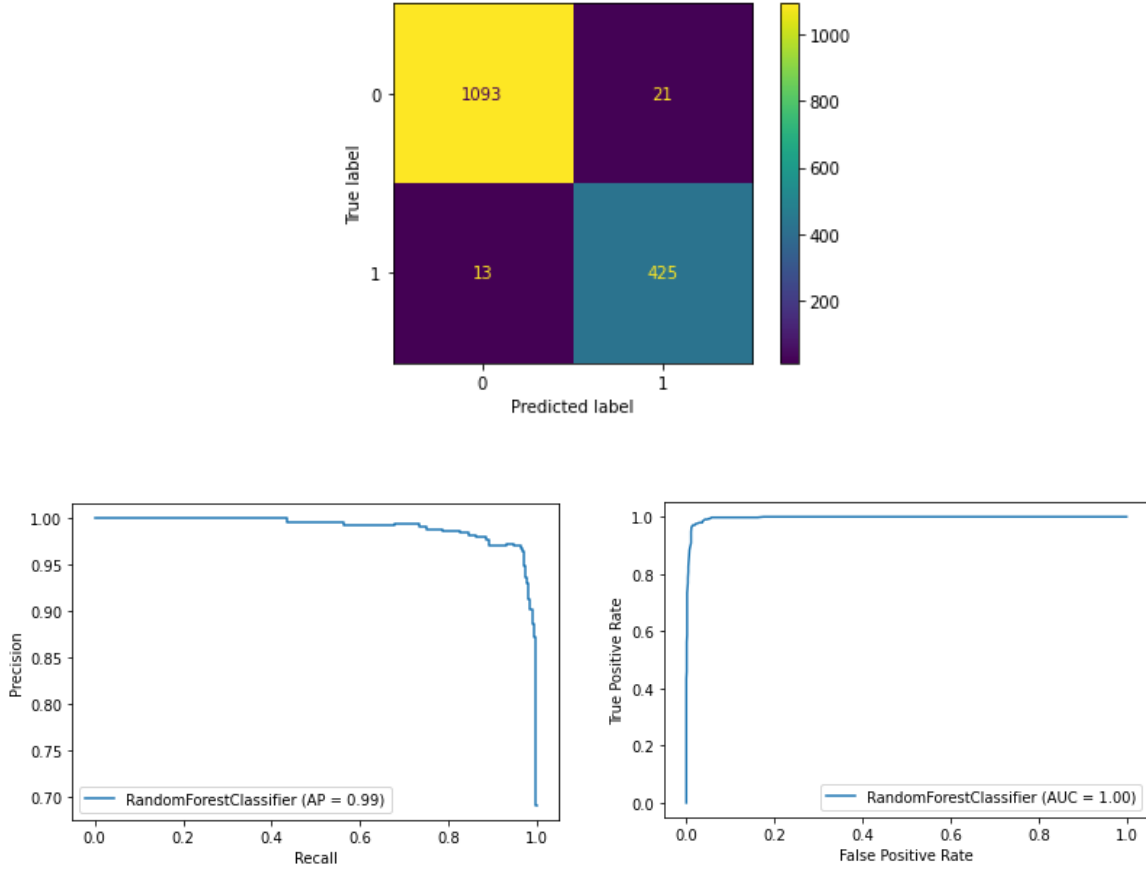 1000
0
1093
21
800
True label
600
400
1
13
425
200
0
1
Predicted label
1.00
0.95
0.90
0.85
0.80
0.75
0.70
Precision
RandomForestClassifier (AP = 0.99)
0.0 0.2 0.4 0.6 0.8 1.0
Recall
1.0
0.8
0.6
0.4
0.2
0.0
True Positive Rate
RandomForestClassifier (AUC = 1.00)
0.0 0.2 0.4 0.6 0.8 1.0
False Positive Rate